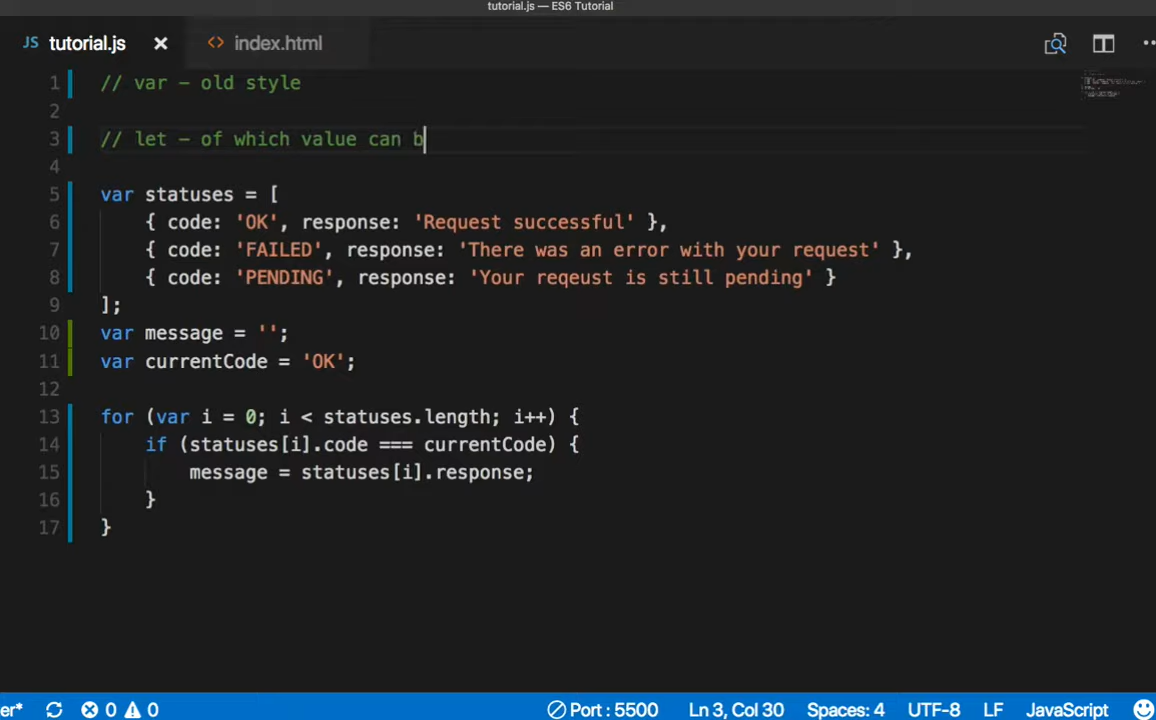 tutorial.js — ES6 Tutorial
JS tutorial.js × <> index.html
1 // var – old style
2
3 // let – of which value can b
4
5 var statuses = [
6 { code: 'OK', response: 'Request successful' },
7 { code: 'FAILED', response: 'There was an error with your request' },
8 { code: 'PENDING', response: 'Your reqeust is still pending' }
9 ];
10 var message = '';
11 var currentCode = 'OK';
12
13 for (var i = 0; i < statuses.length; i++) {
14 if (statuses[i].code === currentCode) {
15 message = statuses[i].response;
16 }
17 }
er* 0 0 Port : 5500 Ln 3, Col 30 Spaces: 4 UTF-8 LF JavaScript